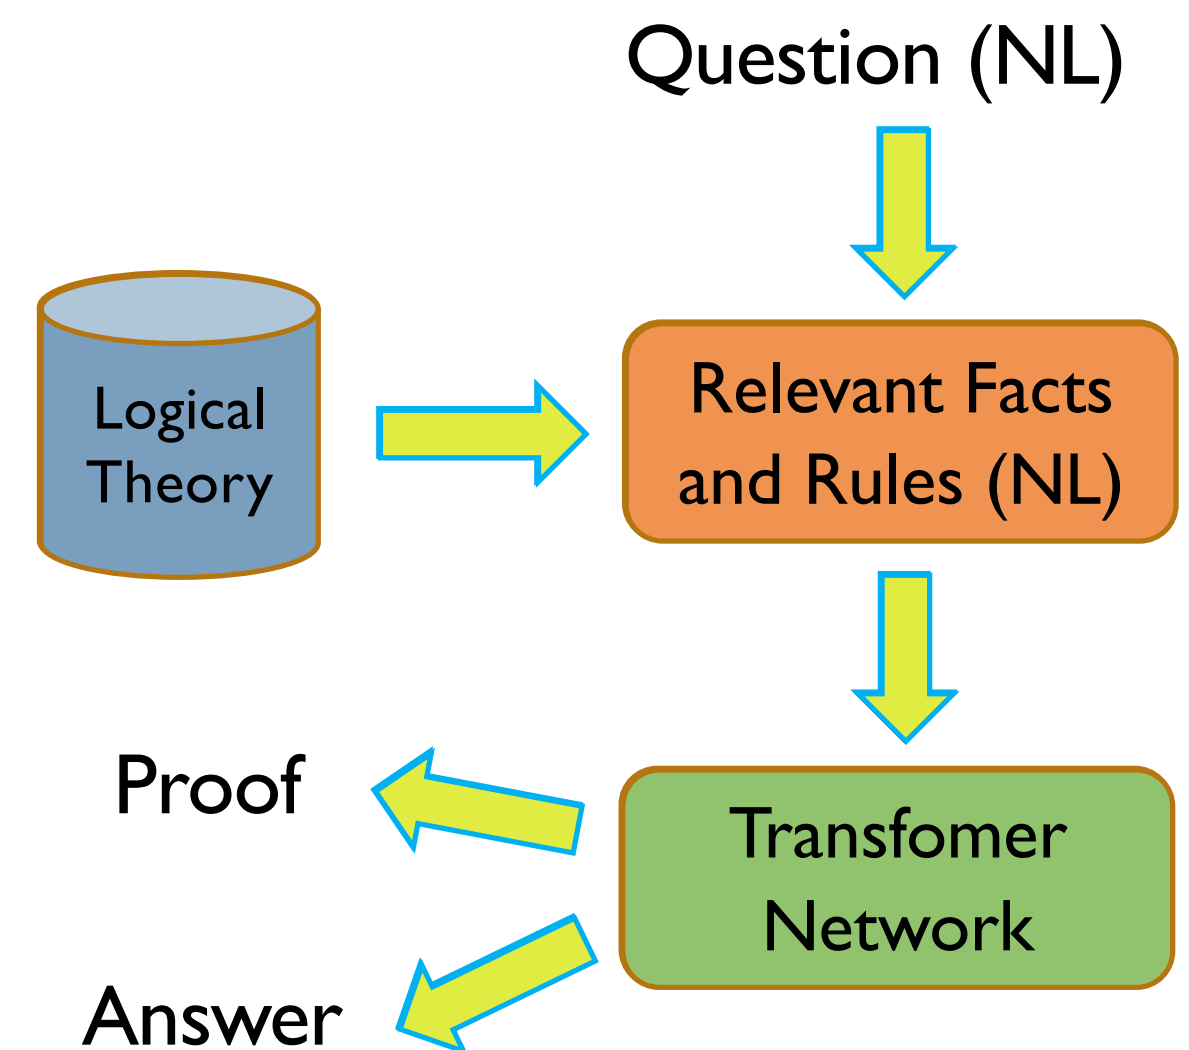 Question (NL)
Logical
Theory
Relevant Facts
and Rules (NL)
Proof
Transfomer
Network
Answer